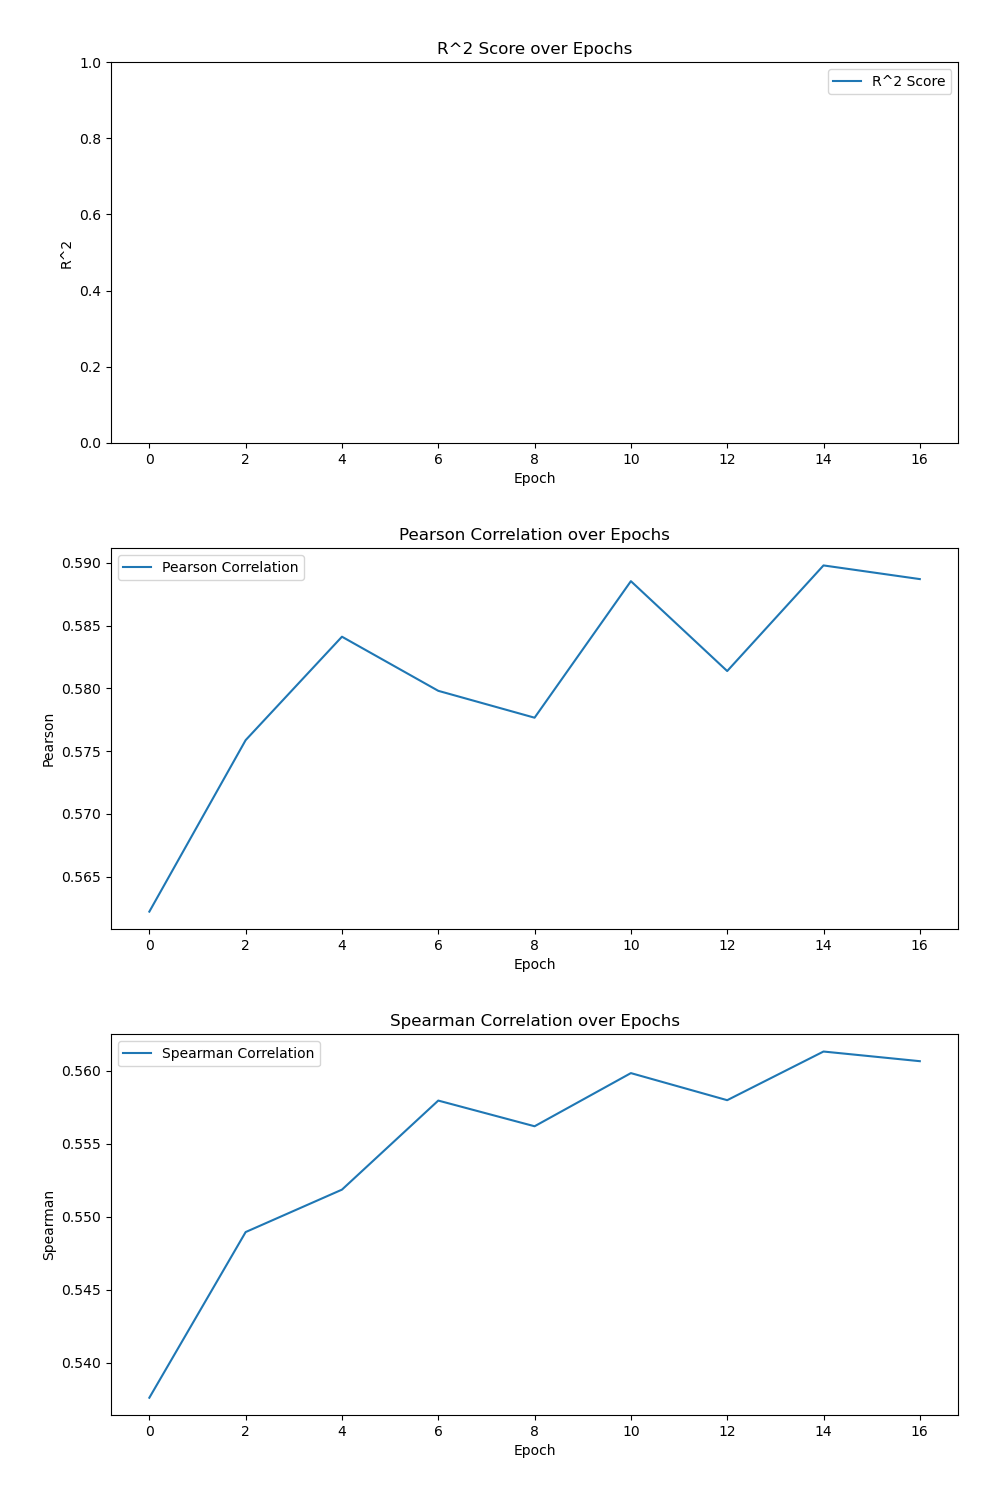 R^2 Score over Epochs
R^2 Score
1.0
0.8
0.6
0.4
0.2
0.0
R^2
0 2 4 6 8 10 12 14 16
Epoch
Pearson Correlation over Epochs
Pearson Correlation
0.590
0.585
0.580
0.575
0.570
0.565
Pearson
0 2 4 6 8 10 12 14 16
Epoch
Spearman Correlation over Epochs
Spearman Correlation
0.560
0.555
0.550
0.545
0.540
Spearman
0 2 4 6 8 10 12 14 16
Epoch